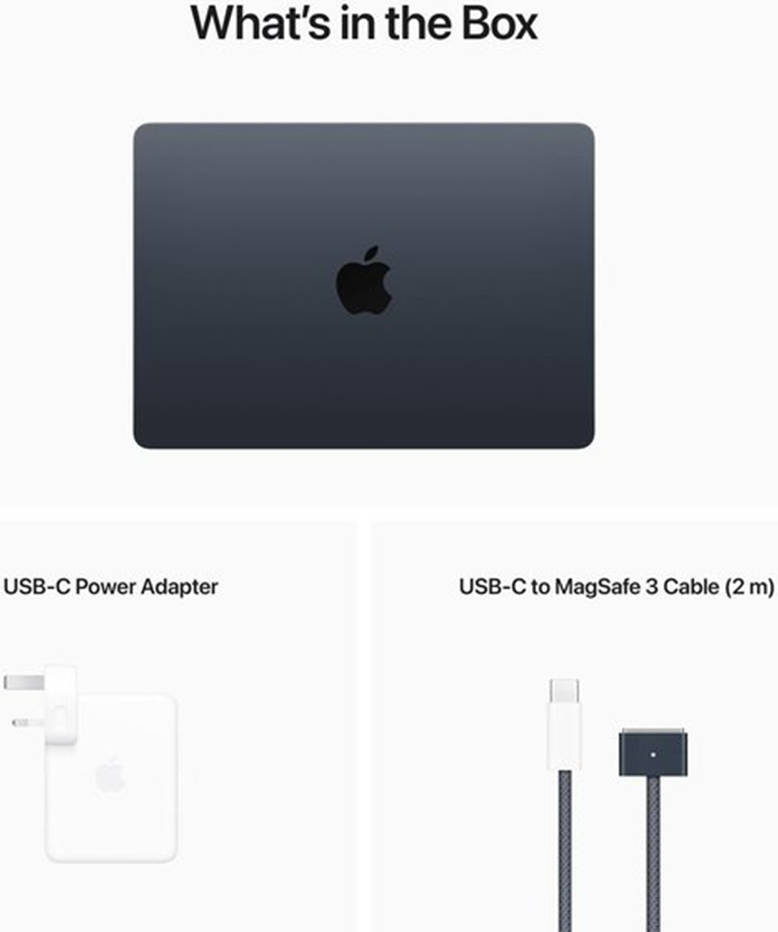 What's in the Box
USB-C Power Adapter
USB-C to MagSafe 3 Cable (2 m)